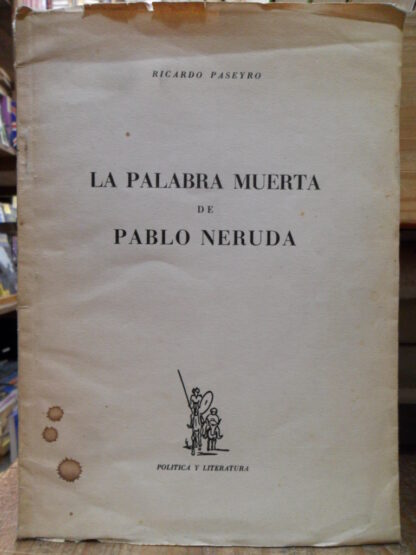 RICARDO PASEYRO
LA PALABRA MUERTA
DE
PABLO NERUDA
POLITICA Y LITERATURA